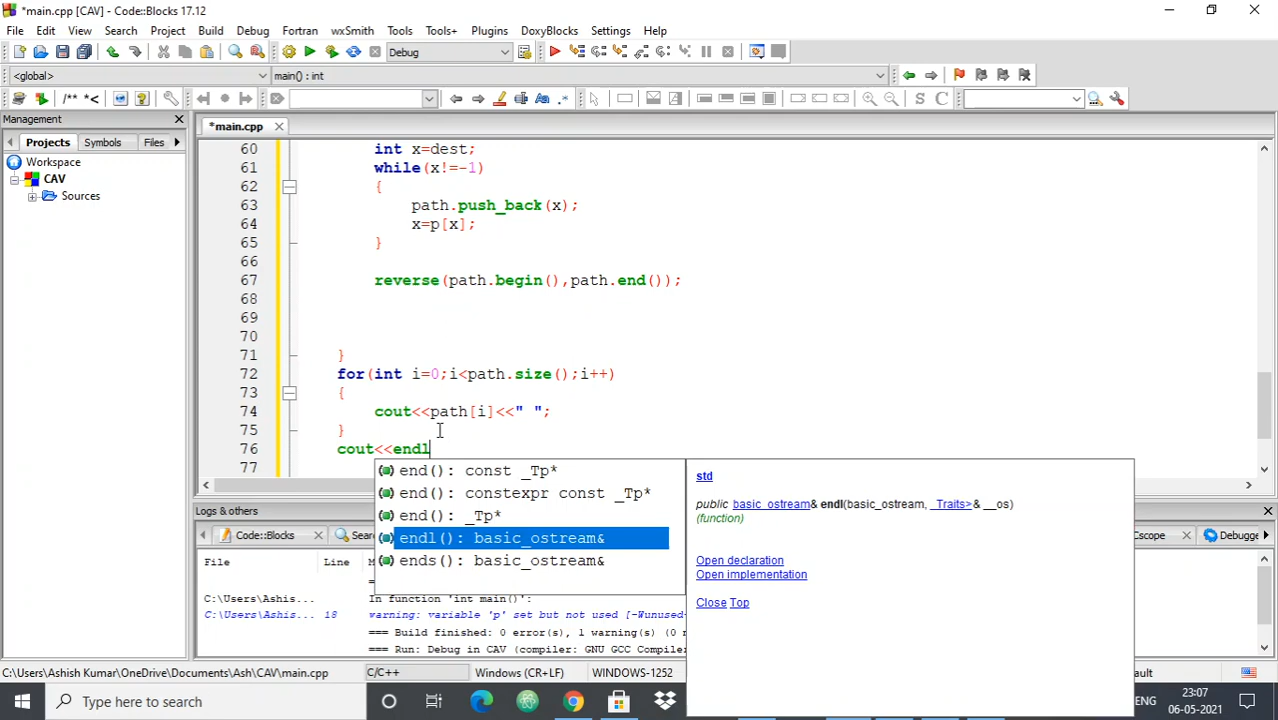 *main.cpp [CAV] - Code::Blocks 17.12
File Edit View Search Project Build Debug Fortran wxSmith Tools Tools+ Plugins DoxyBlocks Settings Help
Debug
<global> main() : int
/** *< Aa .* S C
Management
*main.cpp
Projects Symbols Files
Workspace
CAV
Sources
60 int x=dest;
61 while(x!=-1)
62 {
63 path.push_back(x);
64 x=p[x];
65 }
66
67 reverse(path.begin(),path.end());
68
69
70
71 }
72 for(int i=0;i<path.size();i++)
73 {
74 cout<<path[i]<<" ";
75 }
76 cout<<endl
77
end(): const _Tp*
end(): constexpr const _Tp*
end(): _Tp*
endl(): basic_ostream&
ends(): basic_ostream&
std
public basic_ostream& endl(basic_ostream, _Traits>& __os)
(function)
Open declaration
Open implementation
Close Top
Logs & others
Code::Blocks Sear
Cscope Debugge
File Line M
C:\Users\Ashis... In function 'int main()':
C:\Users\Ashis... 18 warning: variable 'p' set but not used [-Wunused-
=== Build finished: 0 error(s), 1 warning(s) (0 m
=== Run: Debug in CAV (compiler: GNU GCC Compile
C:\Users\Ashish Kumar\OneDrive\Documents\Ash\CAV\main.cpp C/C++ Windows (CR+LF) WINDOWS-1252 ault
Type here to search
ENG
23:07
06-05-2021